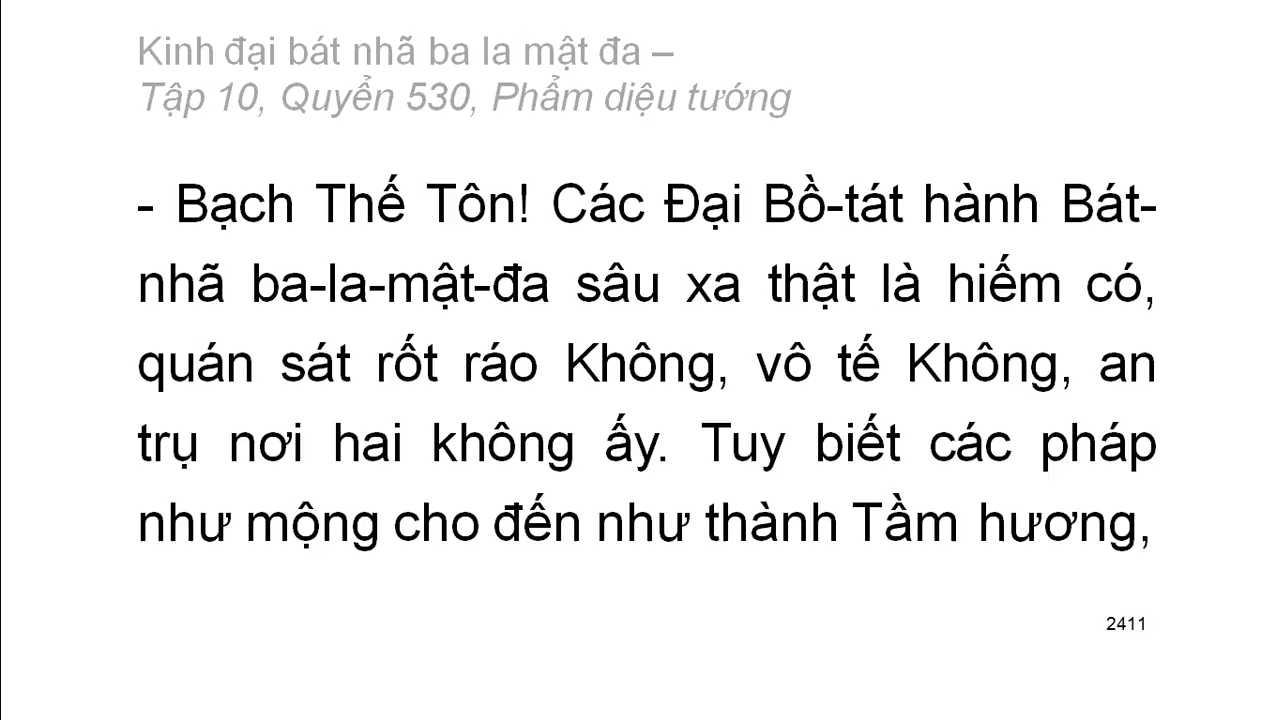 Kinh đại bát nhã ba la mật đa –
Tập 10, Quyển 530, Phẩm diệu tướng
- Bạch Thế Tôn! Các Đại Bồ-tát hành Bát-
nhã ba-la-mật-đa sâu xa thật là hiếm có,
quán sát rốt ráo Không, vô tế Không, an
trụ nơi hai không ấy. Tuy biết các pháp
như mộng cho đến như thành Tầm hương,
2411